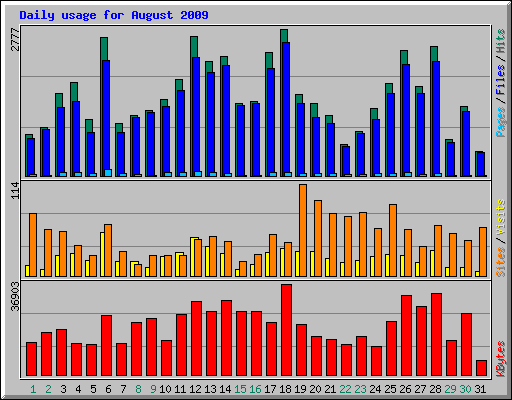 Daily usage for August 2009
2777
Pages / Files / Hits
114
Sites / Visits
36903
KBytes
1 2 3 4 5 6 7 8 9 10 11 12 13 14 15 16 17 18 19 20 21 22 23 24 25 26 27 28 29 30 31